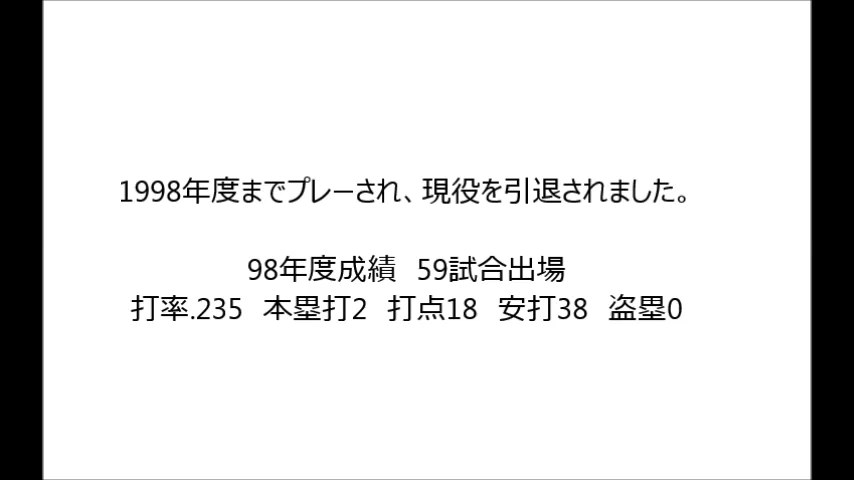 1998年度までプレーされ、現役を引退されました。
98年度成績　59試合出場
打率.235　本塁打2　打点18　安打38　盗塁0